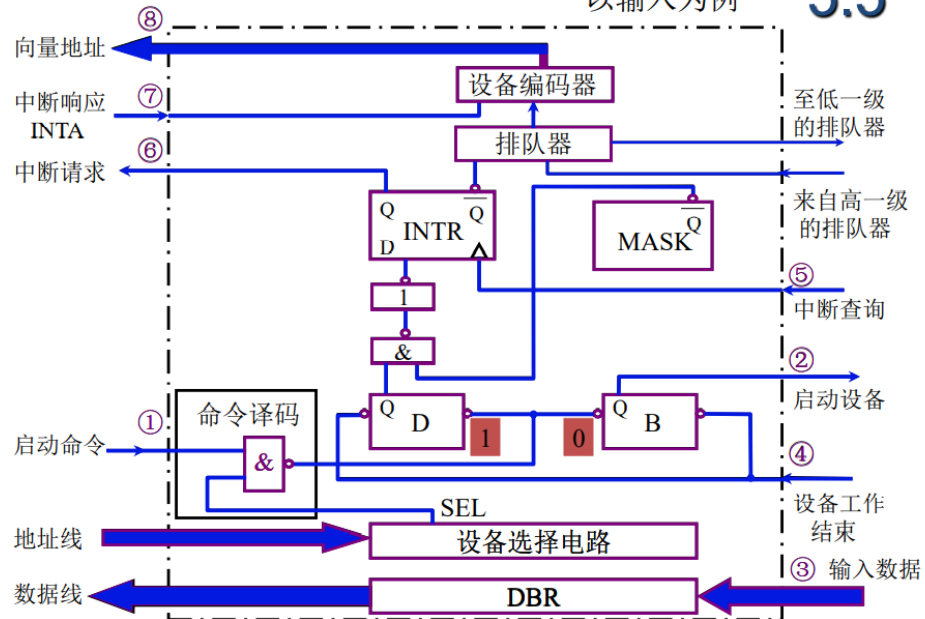 以输入为例
5.5
⑧
向量地址
设备编码器
中断响应
INTA
⑦
至低一级
的排队器
排队器
⑥
中断请求
来自高一级
的排队器
Q
Q
INTR
D
Q
MASK
⑤
中断查询
1
&
②
启动设备
命令译码
①
启动命令
&
Q
D
1
0
Q
B
④
设备工作
结束
SEL
地址线
设备选择电路
③ 输入数据
数据线
DBR